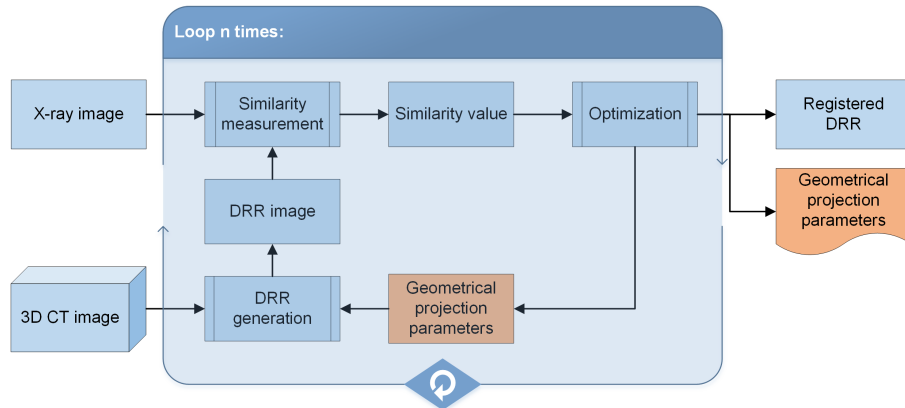 Loop n times:
X-ray image
Similarity
measurement
Similarity value
Optimization
Registered
DRR
DRR image
Geometrical
projection
parameters
3D CT image
DRR
generation
Geometrical
projection
parameters